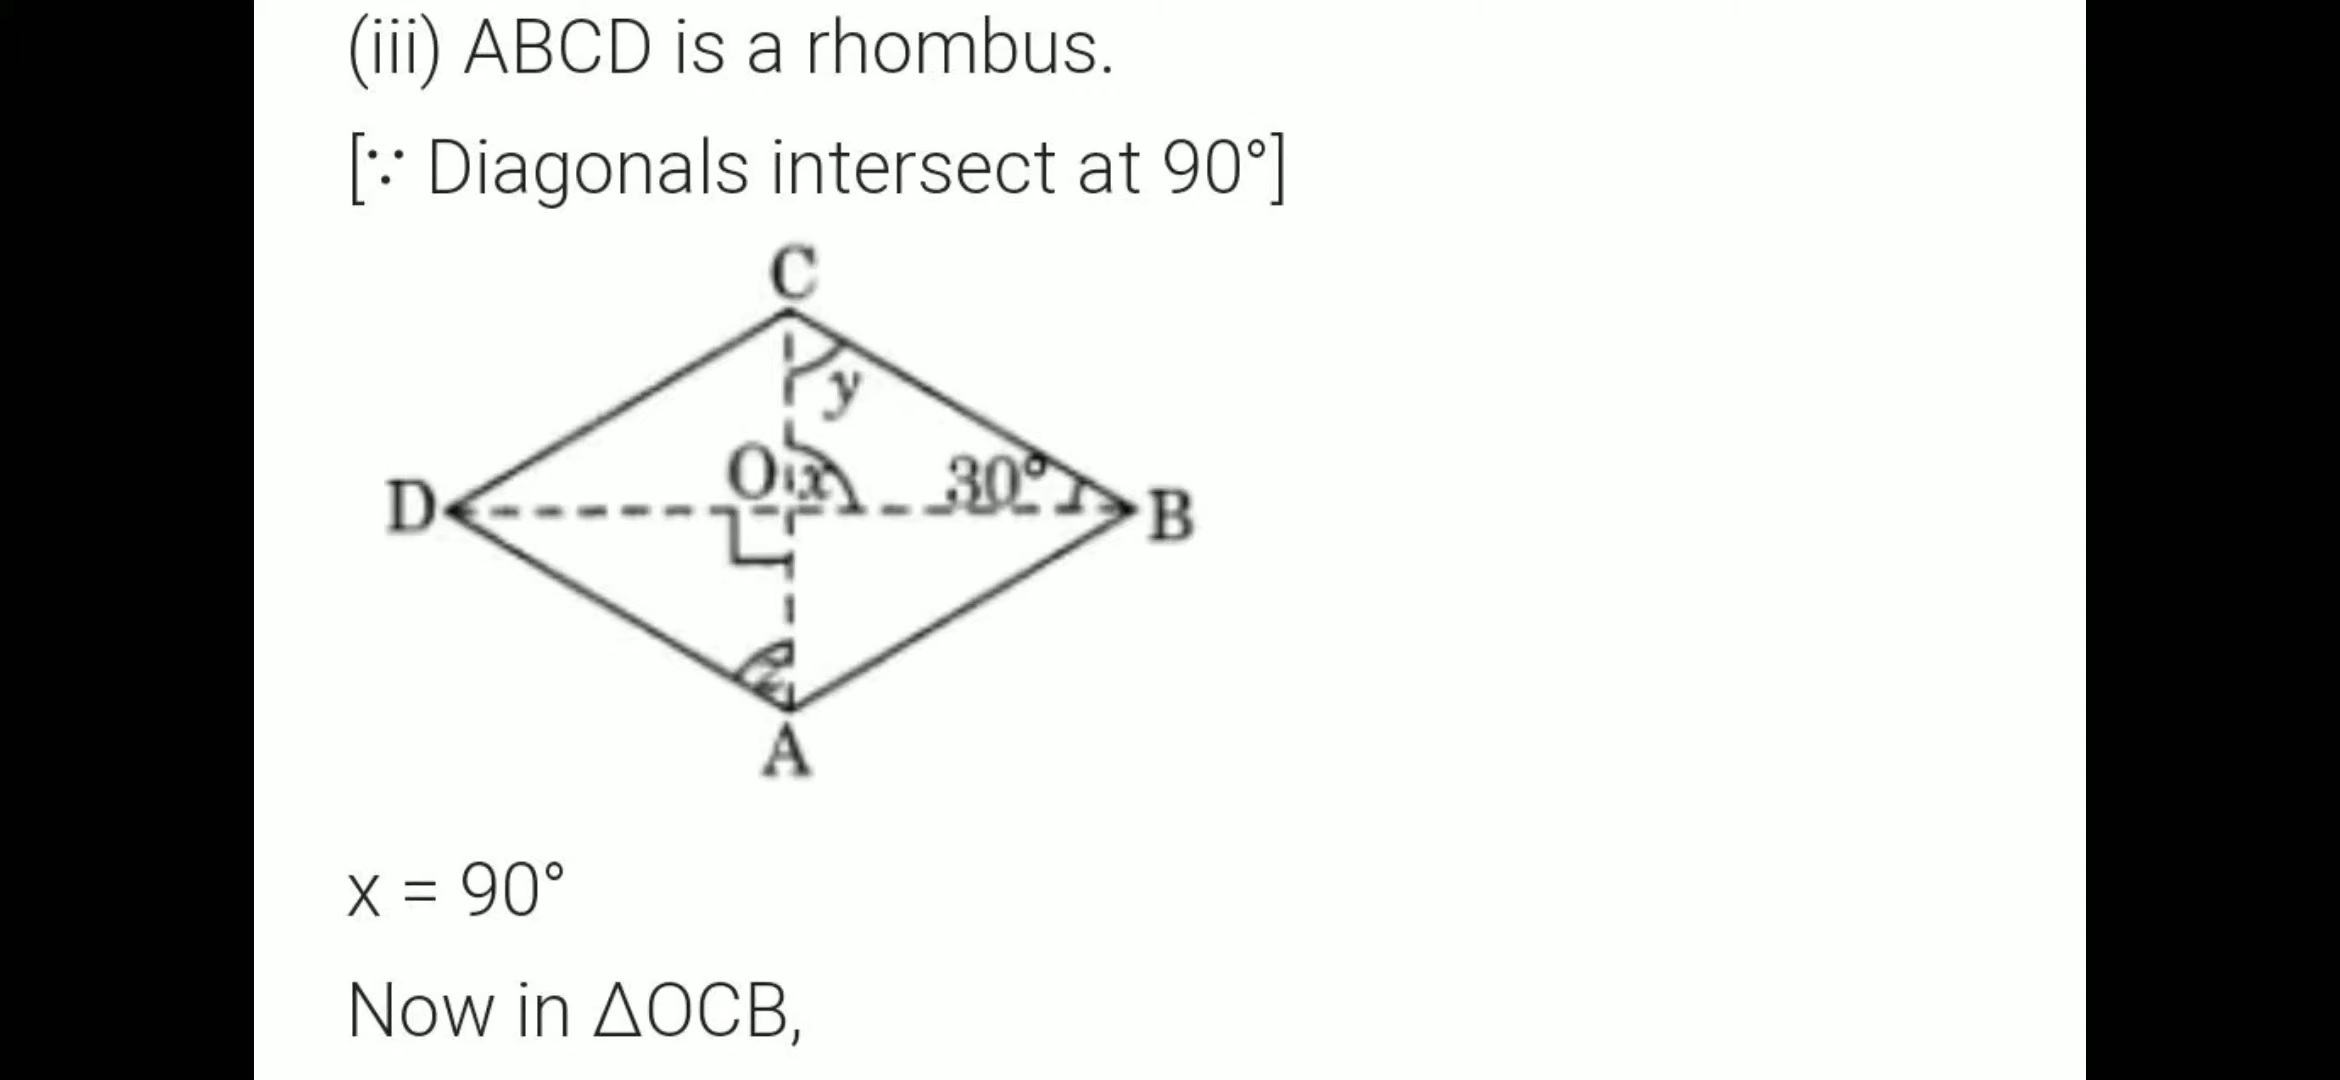 (iii) ABCD is a rhombus.
[∵ Diagonals intersect at 90°]
C
y
O x 30°
D B
z
A
x = 90°
Now in ΔOCB,